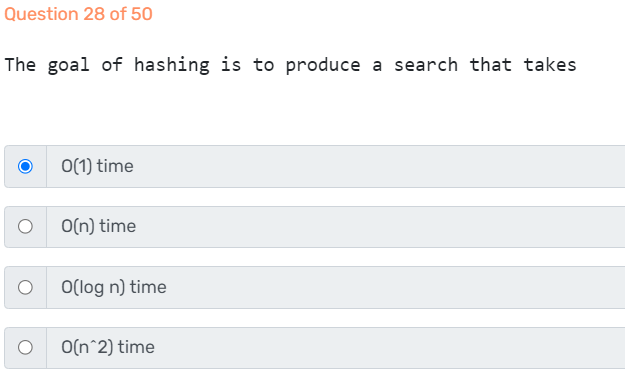 Question 28 of 50
The goal of hashing is to produce a search that takes
O(1) time
O(n) time
O(log n) time
O(n^2) time